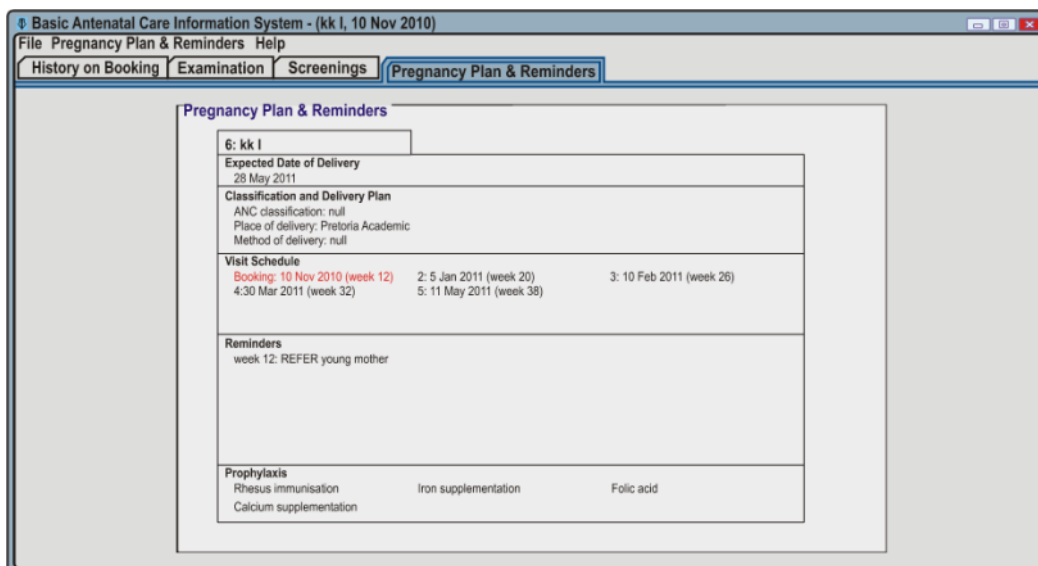 Basic Antenatal Care Information System - (kk I, 10 Nov 2010)
File Pregnancy Plan & Reminders Help
History on Booking Examination Screenings Pregnancy Plan & Reminders
Pregnancy Plan & Reminders
6: kk I
Expected Date of Delivery
28 May 2011
Classification and Delivery Plan
ANC classification: null
Place of delivery: Pretoria Academic
Method of delivery: null
Visit Schedule
Booking: 10 Nov 2010 (week 12) 2: 5 Jan 2011 (week 20) 3: 10 Feb 2011 (week 26)
4:30 Mar 2011 (week 32) 5: 11 May 2011 (week 38)
Reminders
week 12: REFER young mother
Prophylaxis
Rhesus immunisation Iron supplementation Folic acid
Calcium supplementation